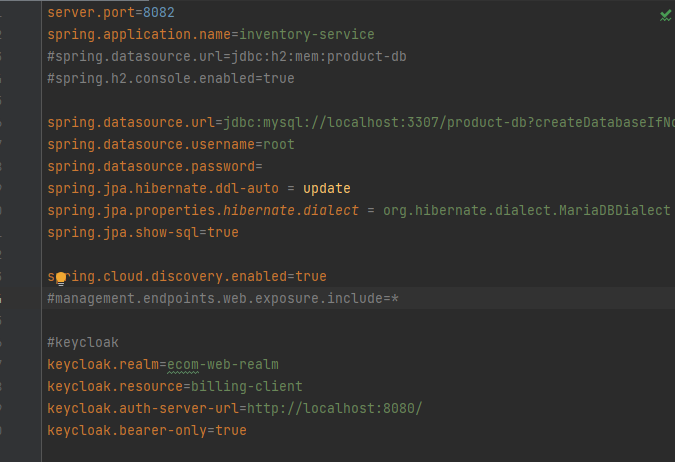 server.port=8082
spring.application.name=inventory-service
#spring.datasource.url=jdbc:h2:mem:product-db
#spring.h2.console.enabled=true
spring.datasource.url=jdbc:mysql://localhost:3307/product-db?createDatabaseIfNo
spring.datasource.username=root
spring.datasource.password=
spring.jpa.hibernate.ddl-auto = update
spring.jpa.properties.hibernate.dialect = org.hibernate.dialect.MariaDBDialect
spring.jpa.show-sql=true
spring.cloud.discovery.enabled=true
#management.endpoints.web.exposure.include=*
#keycloak
keycloak.realm=ecom-web-realm
keycloak.resource=billing-client
keycloak.auth-server-url=http://localhost:8080/
keycloak.bearer-only=true